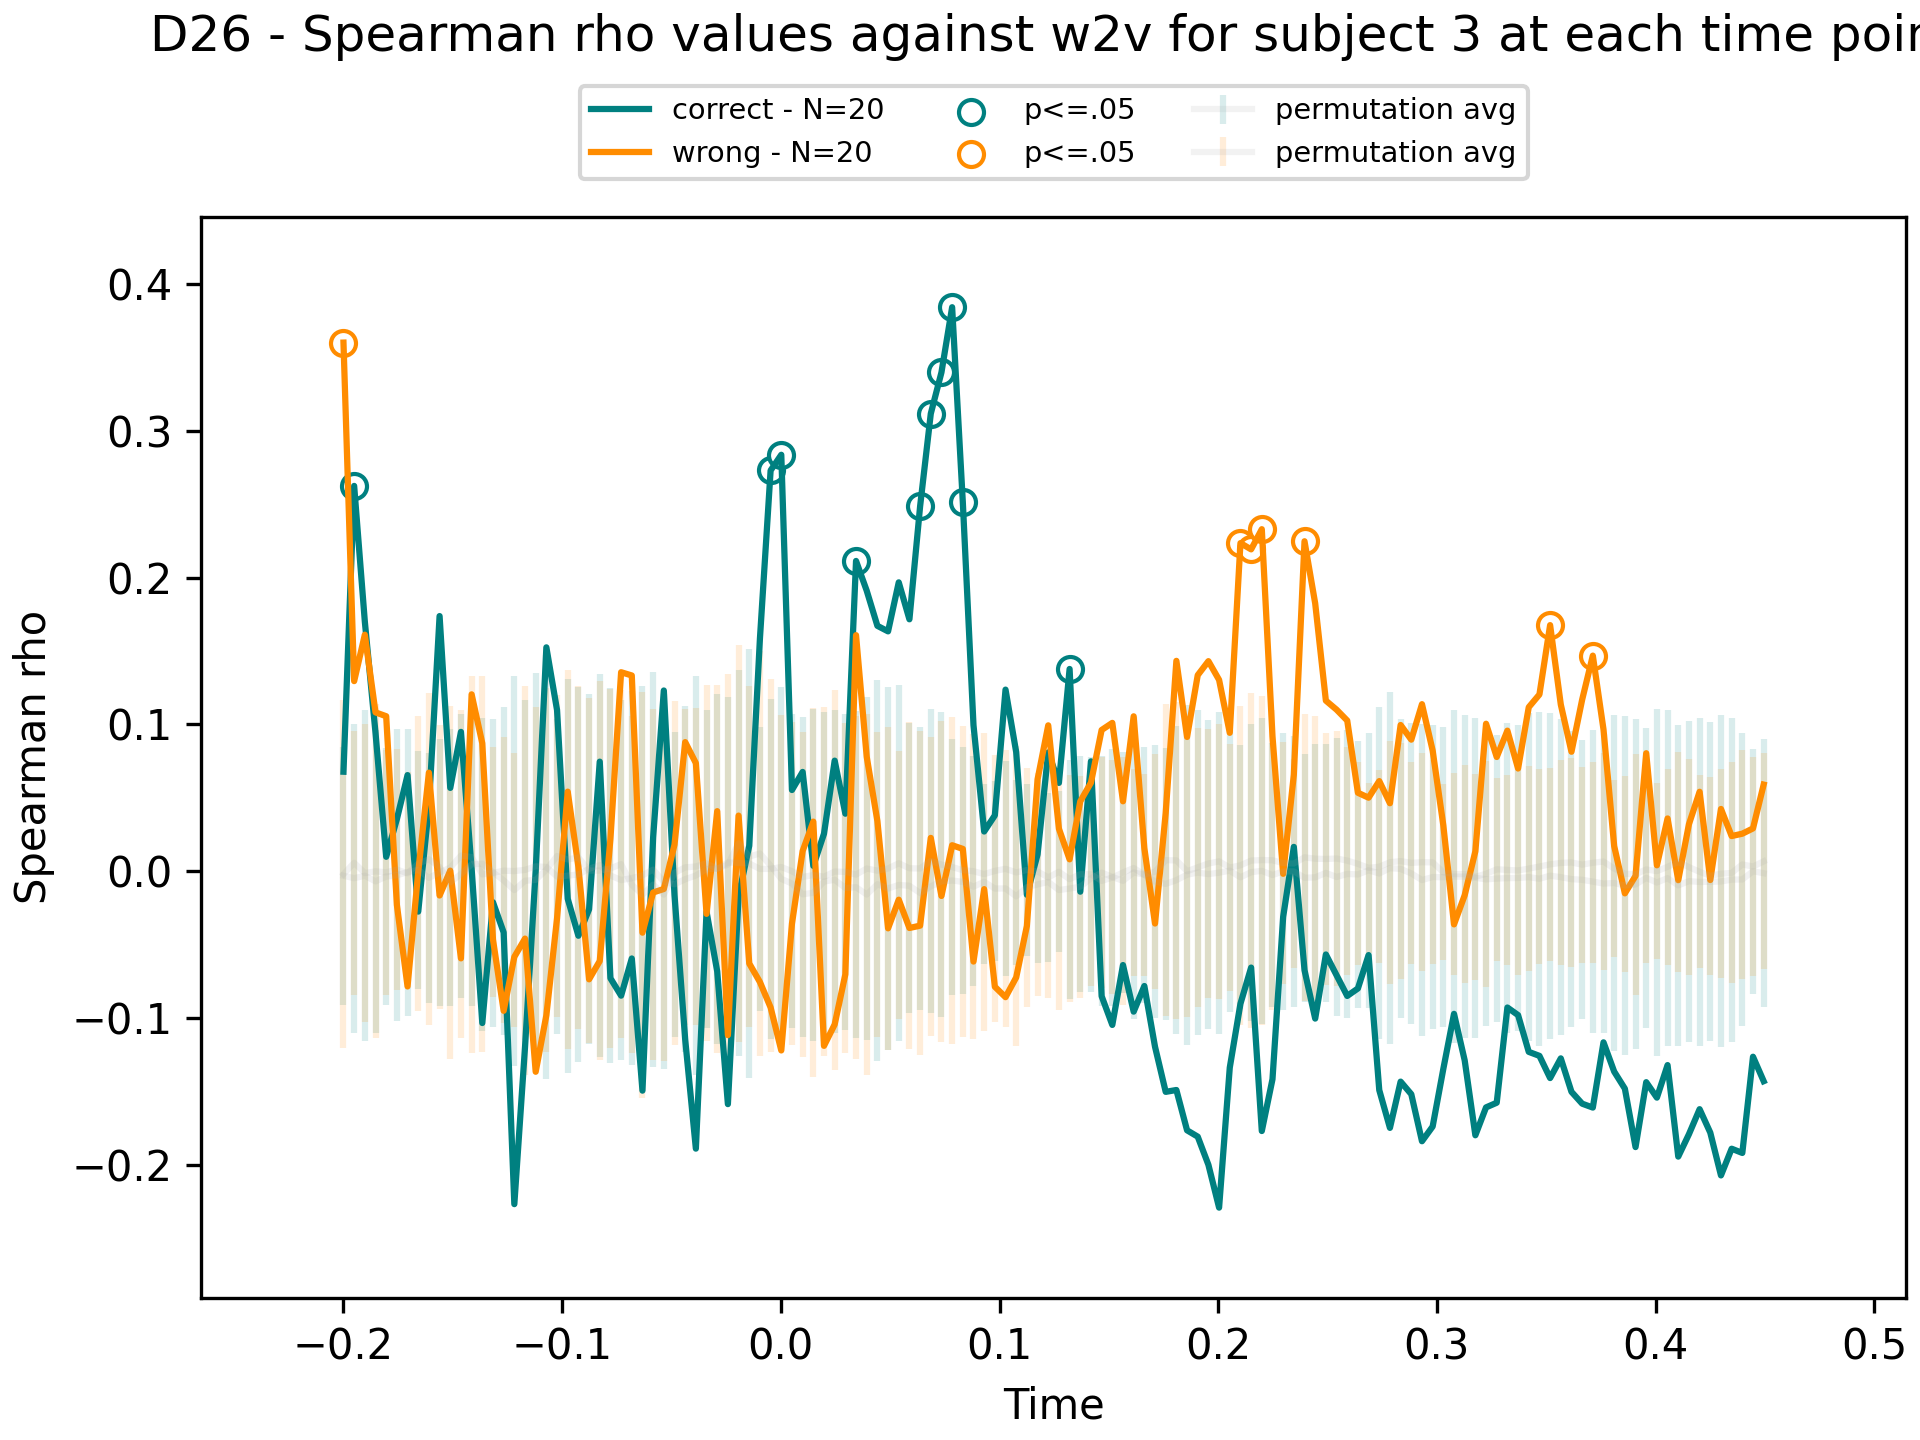 D26 - Spearman rho values against w2v for subject 3 at each time poin
correct - N=20 p<=.05 permutation avg
wrong - N=20 p<=.05 permutation avg
0.4
0.3
0.2
0.1
0.0
−0.1
−0.2
Spearman rho
−0.2 −0.1 0.0 0.1 0.2 0.3 0.4 0.5
Time